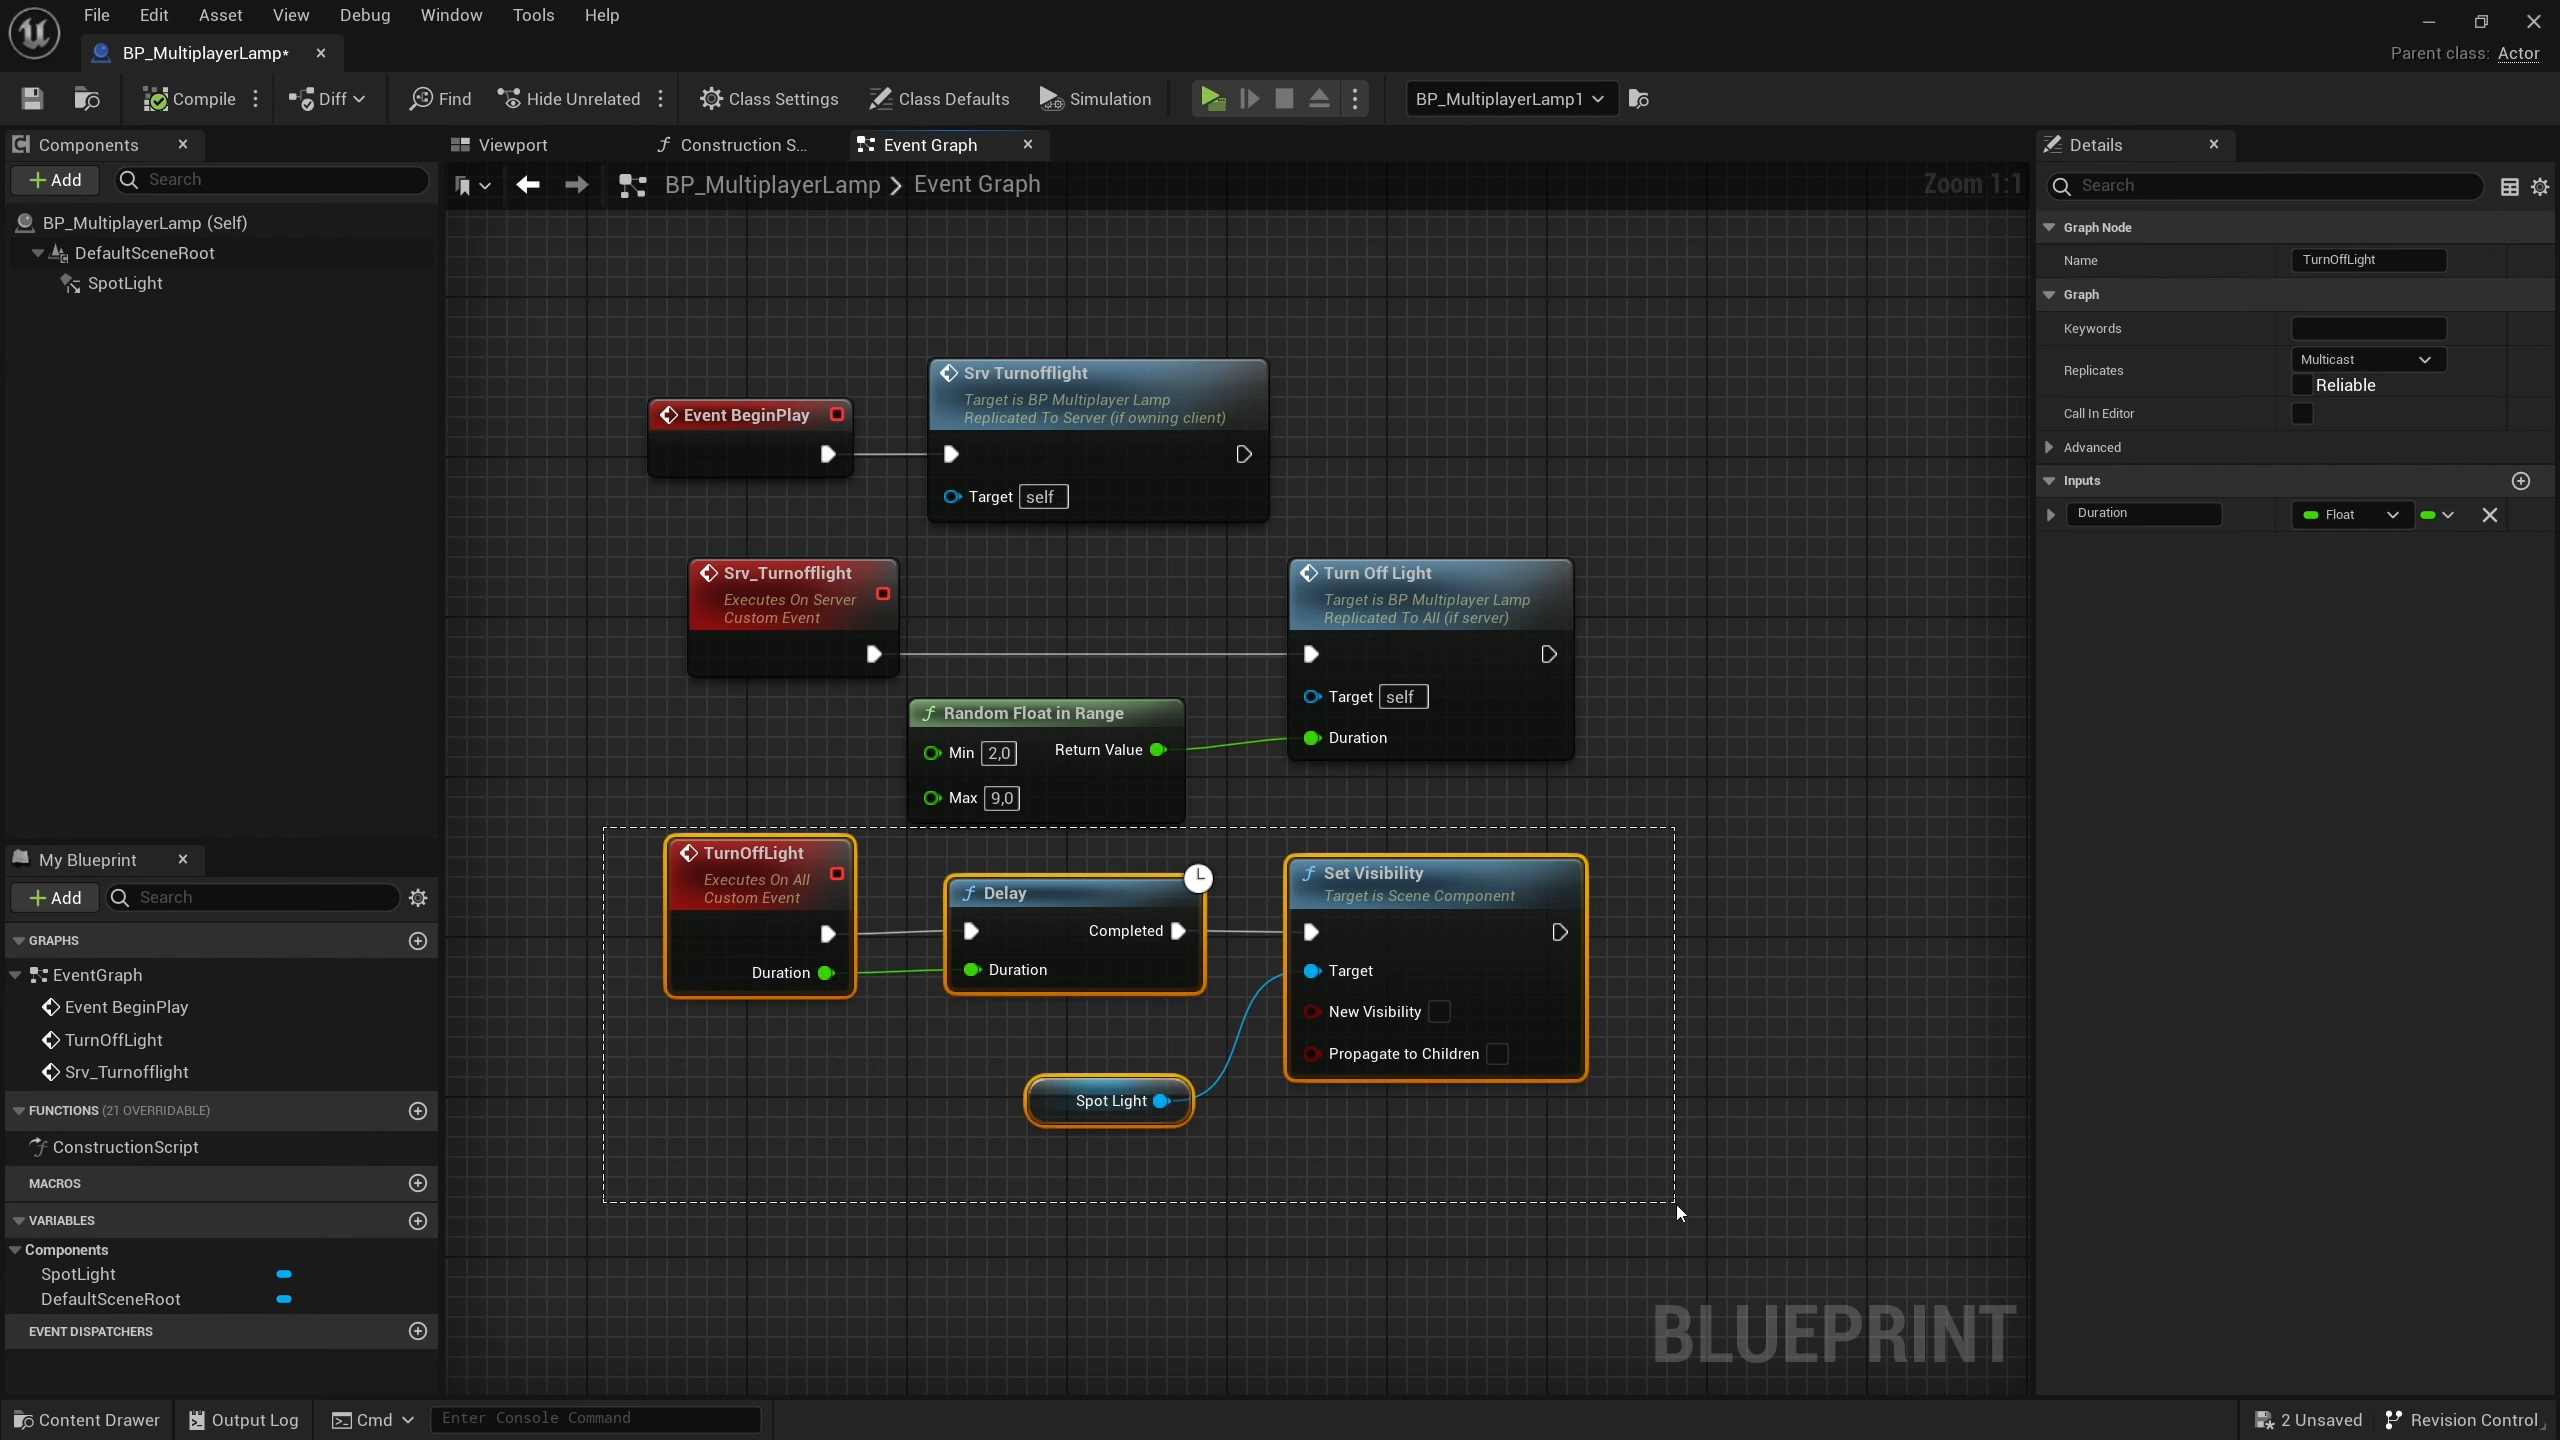 File Edit Asset View Debug Window Tools Help
BP_MultiplayerLamp*
Parent class: Actor
Compile Diff Find Hide Unrelated Class Settings Class Defaults Simulation BP_MultiplayerLamp1
Components
Add Search
BP_MultiplayerLamp (Self)
DefaultSceneRoot
SpotLight
My Blueprint
Add Search
GRAPHS
EventGraph
Event BeginPlay
TurnOffLight
Srv_Turnofflight
FUNCTIONS (21 OVERRIDABLE)
ConstructionScript
MACROS
VARIABLES
Components
SpotLight
DefaultSceneRoot
EVENT DISPATCHERS
Viewport Construction S... Event Graph
BP_MultiplayerLamp > Event Graph
Zoom 1:1
Event BeginPlay
Srv Turnofflight
Target is BP Multiplayer Lamp
Replicated To Server (if owning client)
Target self
Srv_Turnofflight
Executes On Server
Custom Event
Turn Off Light
Target is BP Multiplayer Lamp
Replicated To All (if server)
Target self
Duration
Random Float in Range
Min 2,0 Return Value
Max 9,0
TurnOffLight
Executes On All
Custom Event
Duration
Delay
Completed
Duration
Set Visibility
Target is Scene Component
Target
New Visibility
Propagate to Children
Spot Light
BLUEPRINT
Details
Search
Graph Node
Name TurnOffLight
Graph
Keywords
Replicates Multicast
Reliable
Call In Editor
Advanced
Inputs
Duration Float
Content Drawer Output Log Cmd Enter Console Command 2 Unsaved Revision Control